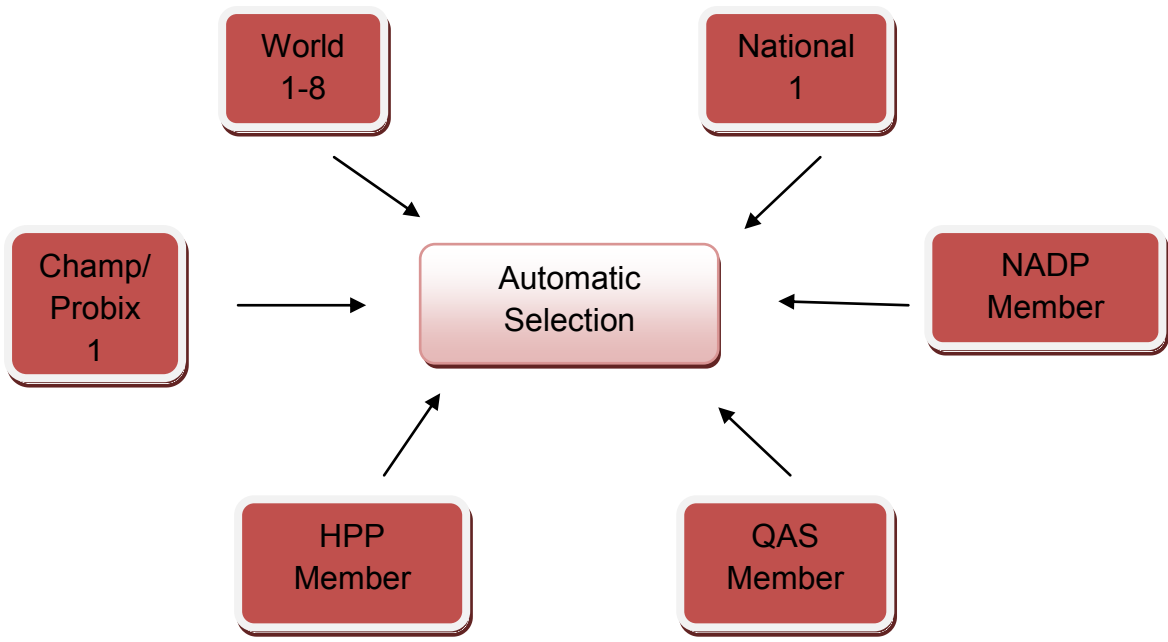 World
1-8
National
1
Champ/
Probix
1
Automatic
Selection
NADP
Member
HPP
Member
QAS
Member